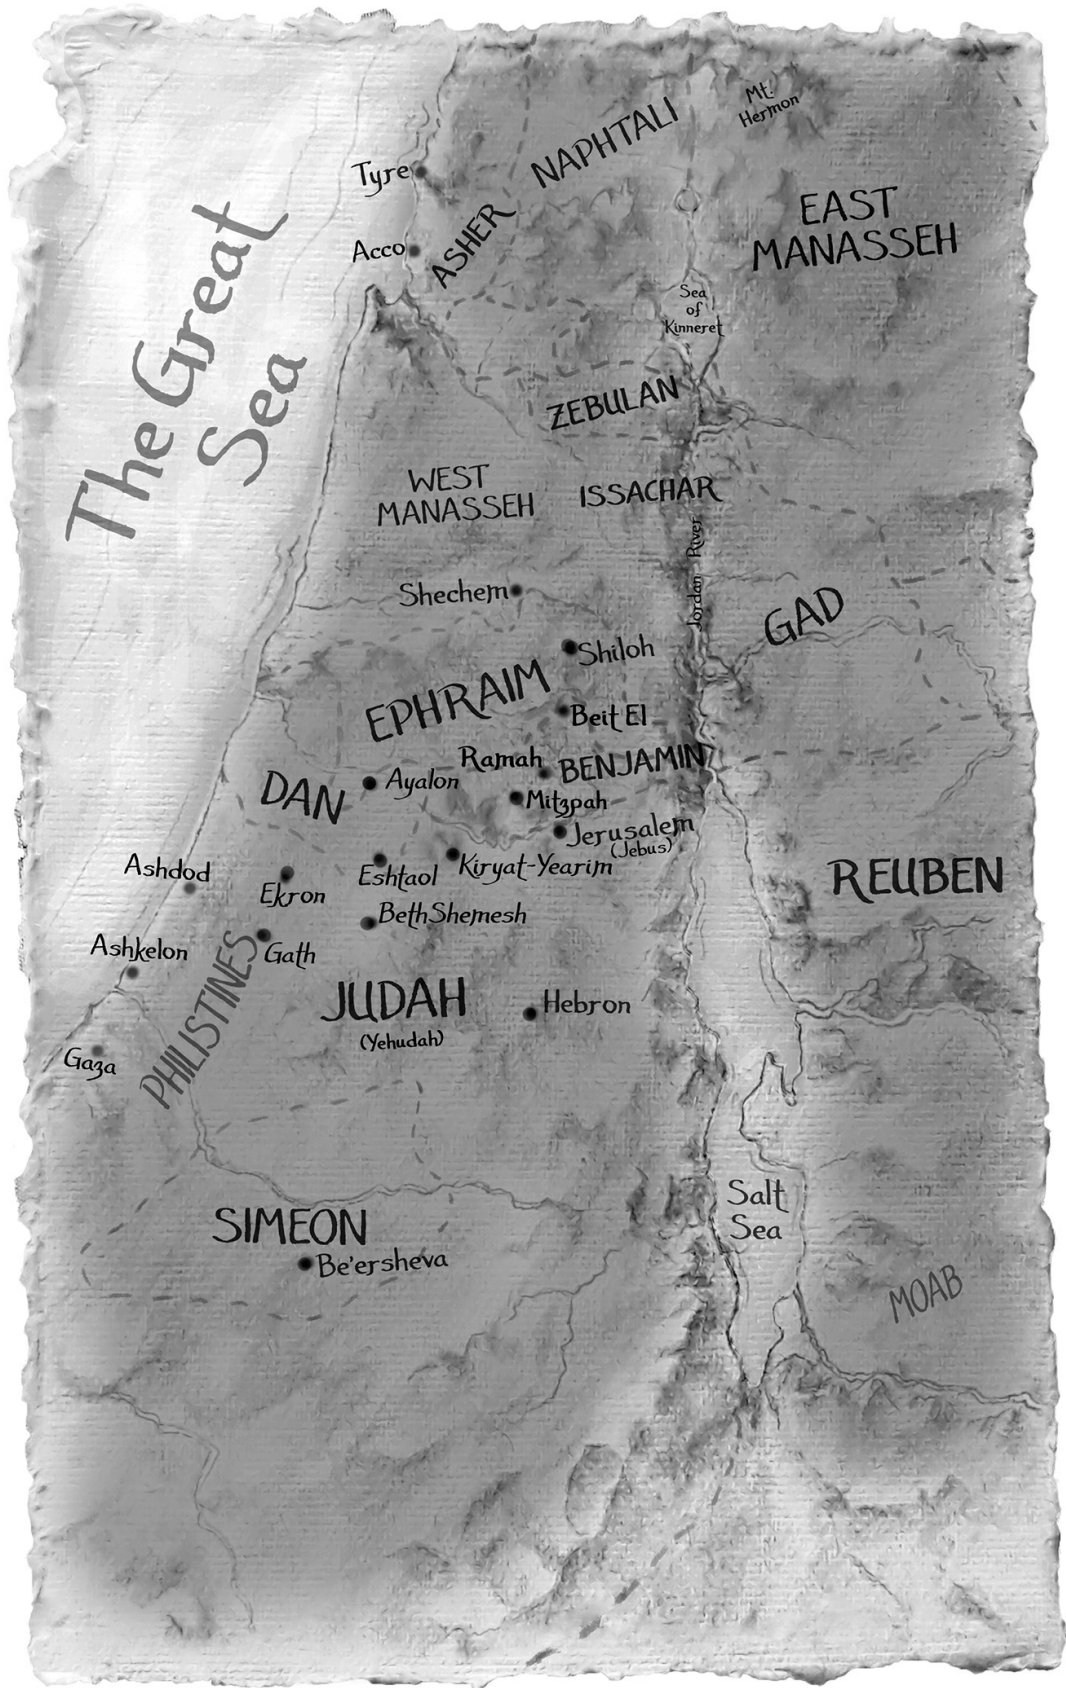 Mt.
Hermon
NAPHTALI
Tyre
EAST
MANASSEH
ASHER
Acco
The Great
Sea
Sea
of
Kinneret
ZEBULAN
WEST
MANASSEH
ISSACHAR
Jordan River
Shechem
GAD
Shiloh
EPHRAIM
Beit El
Ramah
BENJAMIN
DAN
Ayalon
Mitzpah
Jerusalem
(Jebus)
Ashdod
Ekron
Eshtaol
Kiryat-Yearim
REUBEN
BethShemesh
Ashkelon
Gath
PHILISTINES
JUDAH
(Yehudah)
Hebron
Gaza
Salt
Sea
SIMEON
Be'ersheva
MOAB